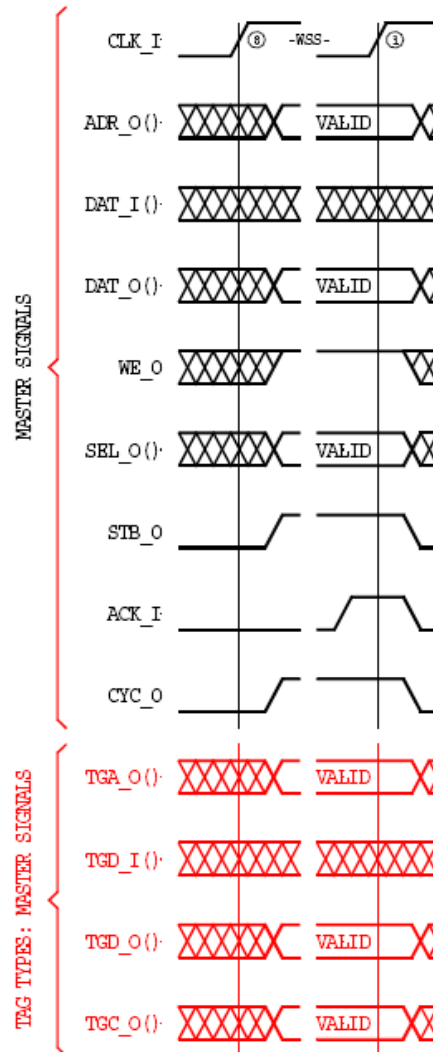 MASTER SIGNALS
CLK_I
0
-WSS-
1
ADR_O()
VALID
DAT_I()
DAT_O()
VALID
WE_O
SEL_O()
VALID
STB_O
ACK_I
CYC_O
TAG TYPES: MASTER SIGNALS
TGA_O()
VALID
TGD_I()
TGD_O()
VALID
TGC_O()
VALID